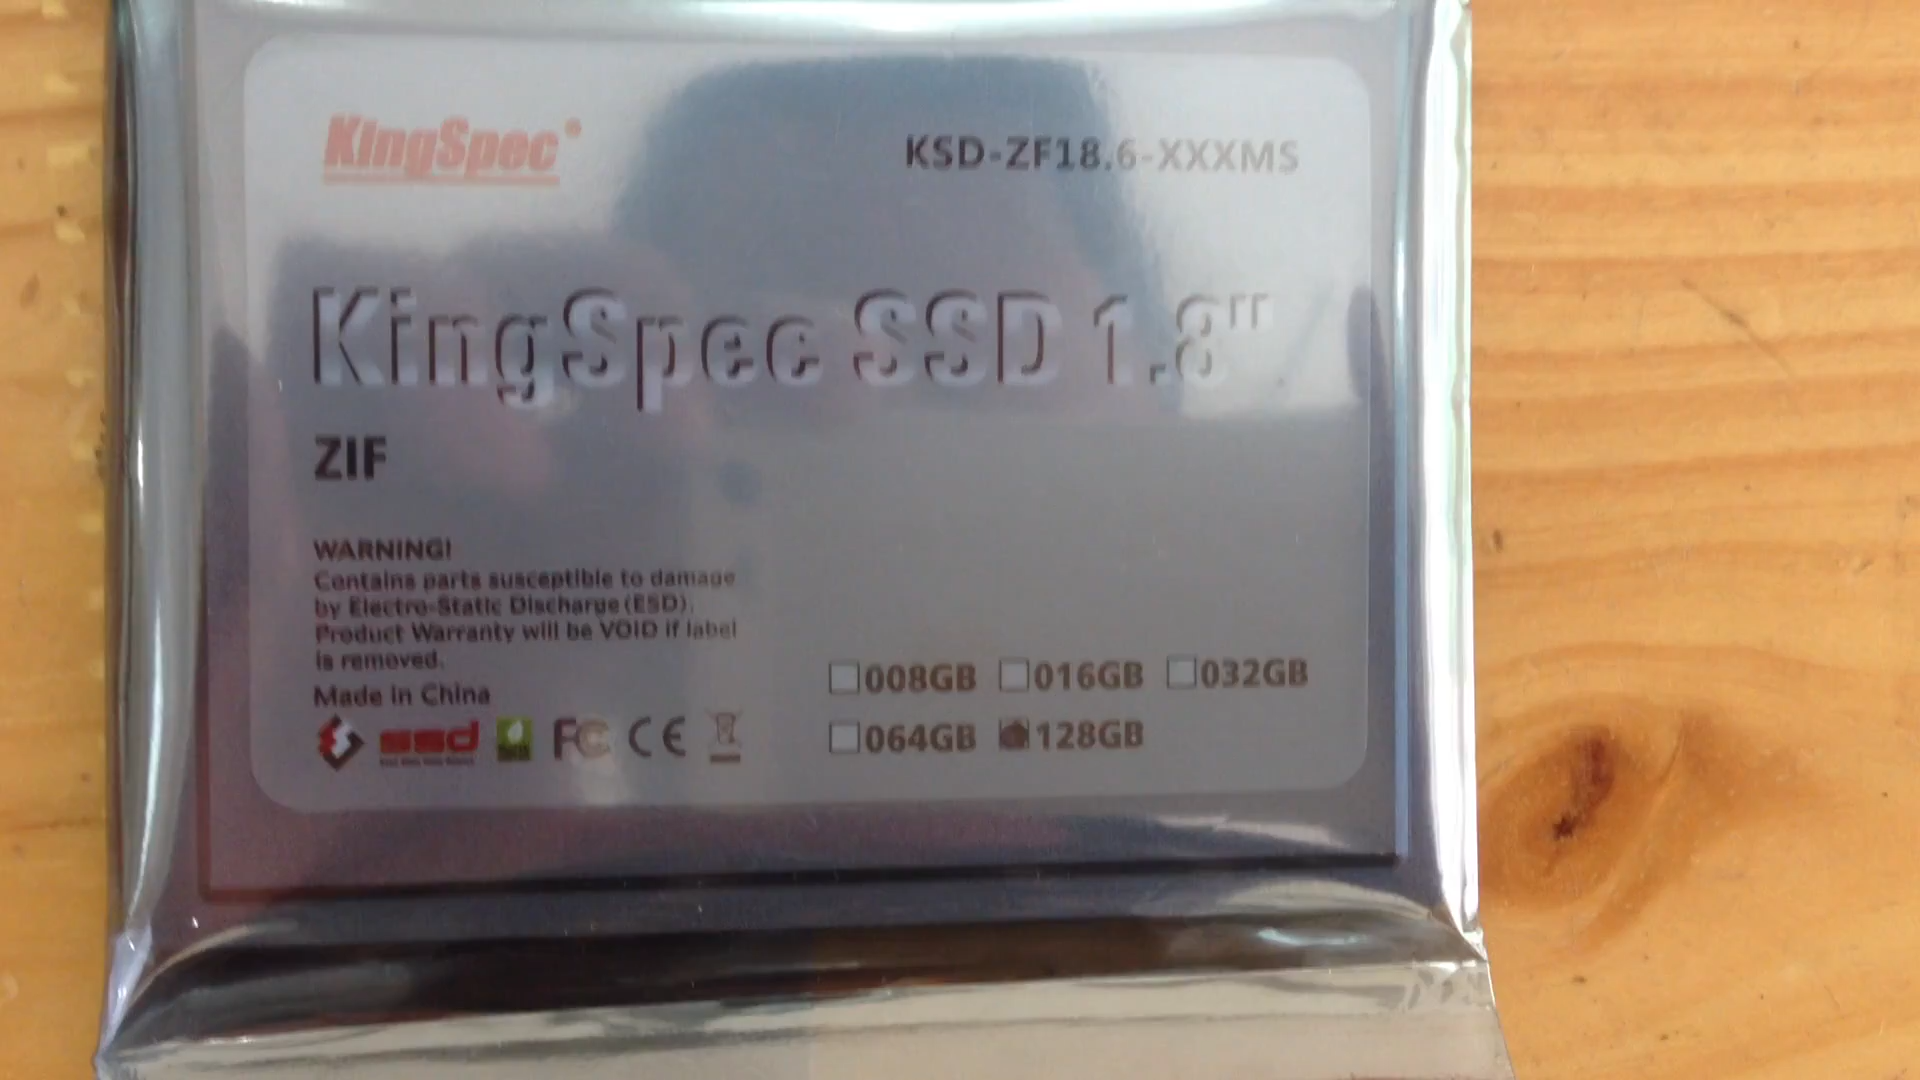 KingSpec®
KSD-ZF18.6-XXXMS
KingSpec SSD 1.8"
ZIF
WARNING!
Contains parts susceptible to damage
by Electro-Static Discharge (ESD).
Product Warranty will be VOID if label
is removed.
Made in China
008GB 016GB 032GB
064GB 128GB
ssd FC CE